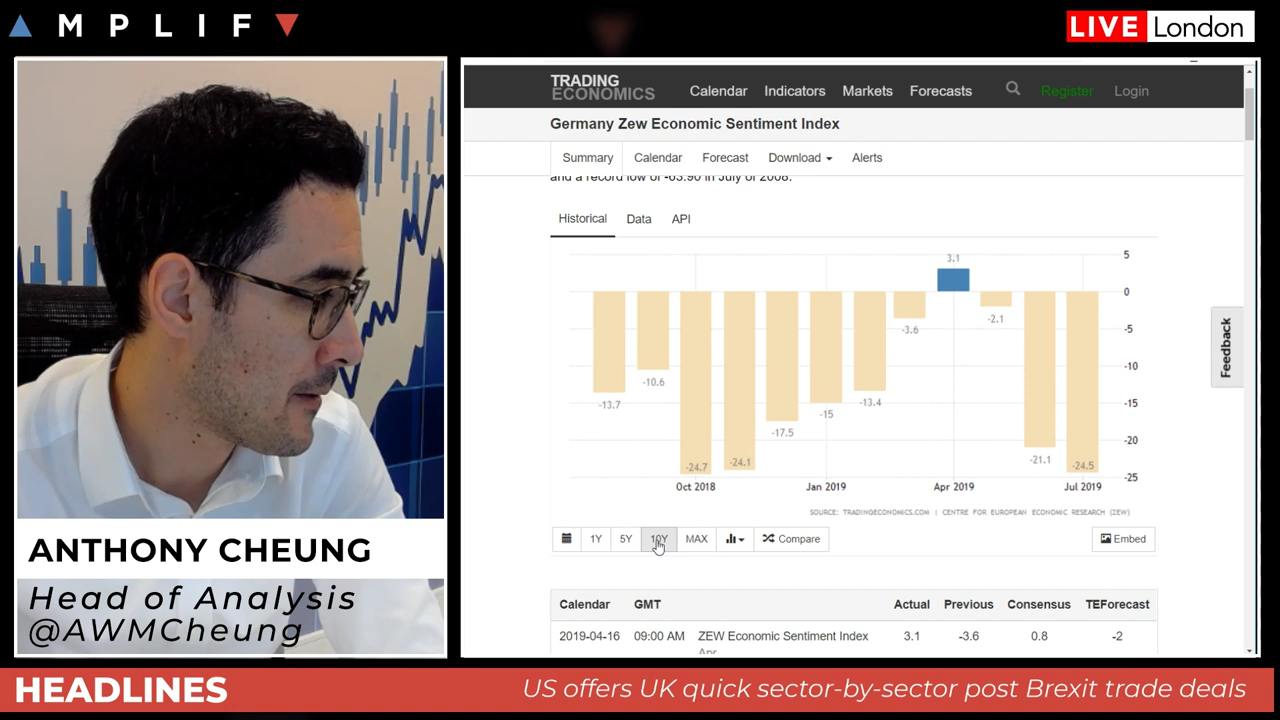 MPLIF
LIVE London
TRADING
ECONOMICS
Calendar Indicators Markets Forecasts Register Login
Germany Zew Economic Sentiment Index
Summary Calendar Forecast Download Alerts
and a record low of -63.90 in July of 2008.
Historical Data API
5
0
-5
-10
-15
-20
-25
-13.7
-10.6
-24.7
-24.1
-17.5
-15
-13.4
-3.6
3.1
-2.1
-21.1
-24.5
Oct 2018 Jan 2019 Apr 2019 Jul 2019
SOURCE: TRADINGECONOMICS.COM | CENTRE FOR EUROPEAN ECONOMIC RESEARCH (ZEW)
1Y 5Y 10Y MAX Compare Embed
Calendar GMT Actual Previous Consensus TEForecast
2019-04-16 09:00 AM ZEW Economic Sentiment Index 3.1 -3.6 0.8 -2
Apr
Feedback
ANTHONY CHEUNG
Head of Analysis
@AWMCheung
HEADLINES US offers UK quick sector-by-sector post Brexit trade deals